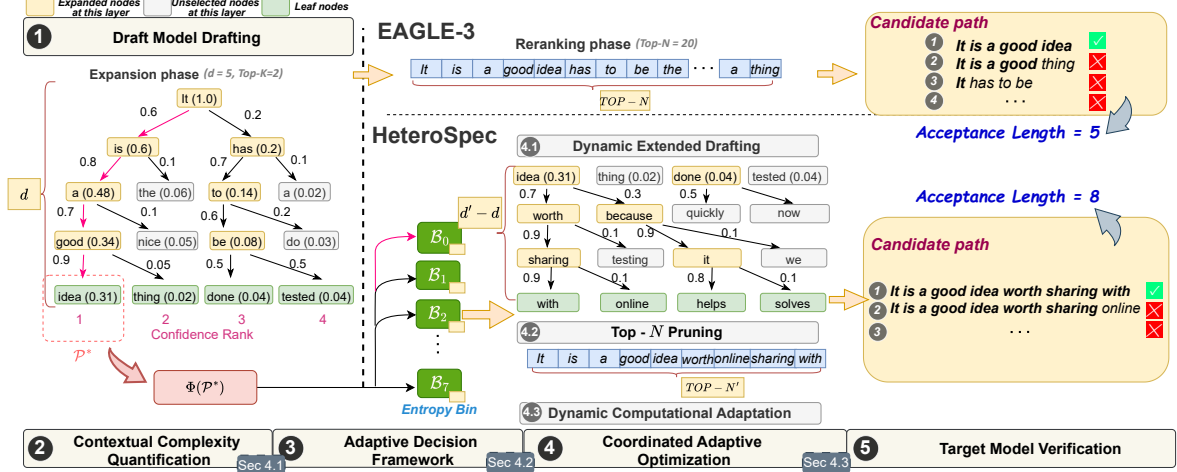 Expanded nodes at this layer
Unselected nodes at this layer
Leaf nodes
1 Draft Model Drafting
Expansion phase (d = 5, Top-K=2)
It (1.0)
0.6
0.2
is (0.6)
has (0.2)
0.8
0.1
0.7
0.1
d
a (0.48)
the (0.06)
to (0.14)
a (0.02)
0.7
0.1
0.6
0.2
good (0.34)
nice (0.05)
be (0.08)
do (0.03)
0.9
0.05
0.5
0.5
idea (0.31)
thing (0.02)
done (0.04)
tested (0.04)
1
2
3
4
Confidence Rank
𝒫*
Φ(𝒫*)
EAGLE-3
Reranking phase (Top-N = 20)
It is a good idea has to be the ··· a thing
TOP − N
Candidate path
1 It is a good idea
2 It is a good thing
3 It has to be
4 ···
Acceptance Length = 5
HeteroSpec
ℬ0
ℬ1
ℬ2
⋮
ℬ7
Entropy Bin
4.1 Dynamic Extended Drafting
d′ − d
idea (0.31)
thing (0.02)
done (0.04)
tested (0.04)
0.7
0.3
0.5
worth
because
quickly
now
0.9
0.1
0.9
0.1
sharing
testing
it
we
0.9
0.1
0.8
0.1
with
online
helps
solves
4.2 Top - N Pruning
It is a good idea worth online sharing with
TOP − N′
4.3 Dynamic Computational Adaptation
Acceptance Length = 8
Candidate path
1 It is a good idea worth sharing with
2 It is a good idea worth sharing online
3 ···
2 Contextual Complexity
Quantification
Sec 4.1
3 Adaptive Decision
Framework
Sec 4.2
4 Coordinated Adaptive
Optimization
Sec 4.3
5 Target Model Verification